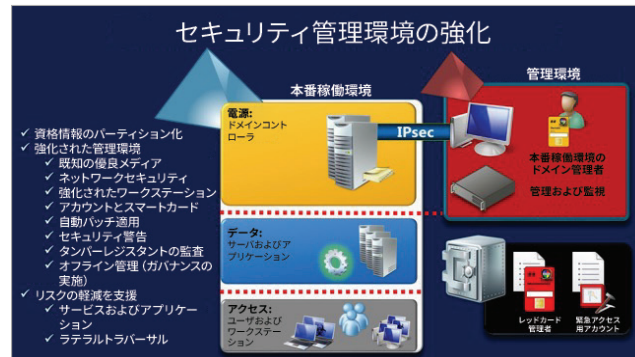 セキュリティ管理環境の強化
✓ 資格情報のパーティション化
✓ 強化された管理環境
✓ 既知の優良メディア
✓ ネットワークセキュリティ
✓ 強化されたワークステーション
✓ アカウントとスマートカード
✓ 自動パッチ適用
✓ セキュリティ警告
✓ タンパーレジスタントの監査
✓ オフライン管理（ガバナンスの
実施）
✓ リスクの軽減を支援
✓ サービスおよびアプリケー
ション
✓ ラテラルトラバーサル
本番稼働環境
電源:
ドメインコント
ローラ
IPsec
データ:
サーバおよびア
プリケーション
アクセス:
ユーザおよび
ワークステー
ション
管理環境
本番稼働環境の
ドメイン管理者
管理および監視
レッドカード
管理者
緊急アクセス
用アカウント